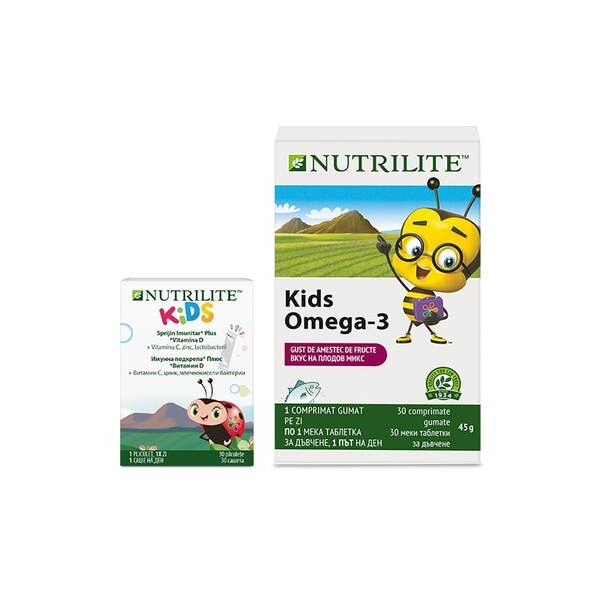 NUTRILITE™
KiDS
Sprijin Imunitar* Plus
*Vitamina D
+ Vitamina C, zinc, lactobacterii
Имунна подкрепа* Плюс
*Витамин D
+ Витамин C, цинк, млечнокисели бактерии
1 PLICULEȚ, 1X ZI
1 САШЕ НА ДЕН
30 pliculețe
30 сашета
NUTRILITE™
Kids
Omega-3
GUST DE AMESTEC DE FRUCTE
ВКУС НА ПЛОДОВ МИКС
1934
1 COMPRIMAT GUMAT
PE ZI
ПО 1 МЕКА ТАБЛЕТКА
ЗА ДЪВЧЕНЕ, 1 ПЪТ НА ДЕН
30 comprimate
gumate
30 меки таблетки
за дъвчене
45 g